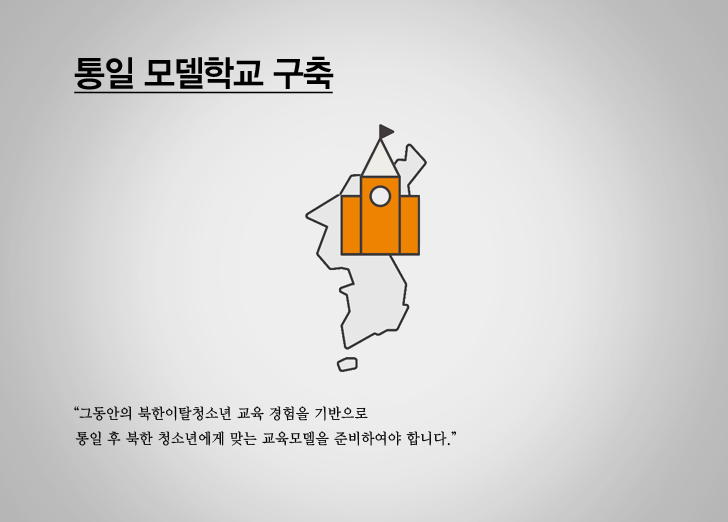 통일 모델학교 구축
“그동안의 북한이탈청소년 교육 경험을 기반으로
통일 후 북한 청소년에게 맞는 교육모델을 준비하여야 합니다.”